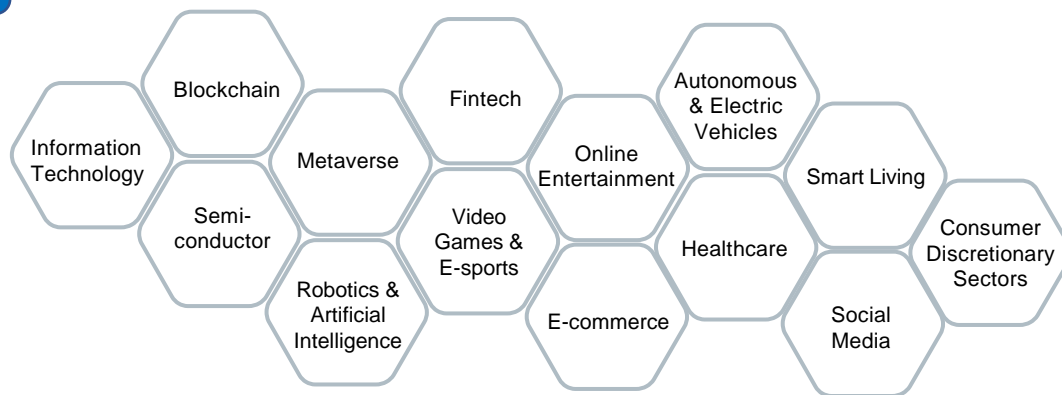 Information
Technology
Blockchain
Semi-
conductor
Metaverse
Robotics &
Artificial
Intelligence
Fintech
Video
Games &
E-sports
Online
Entertainment
E-commerce
Autonomous
& Electric
Vehicles
Healthcare
Smart Living
Social
Media
Consumer
Discretionary
Sectors